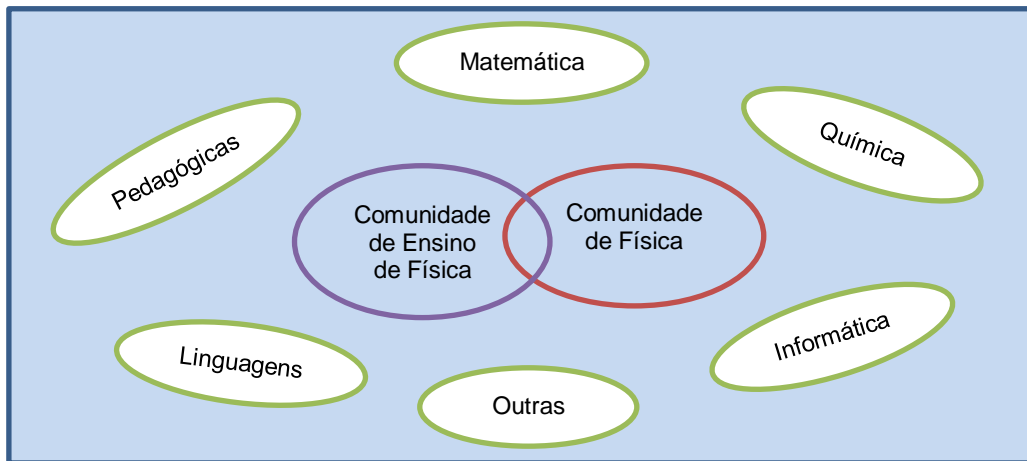 Matemática
Química
Pedagógicas
Comunidade
de Ensino
de Física
Comunidade
de Física
Informática
Linguagens
Outras